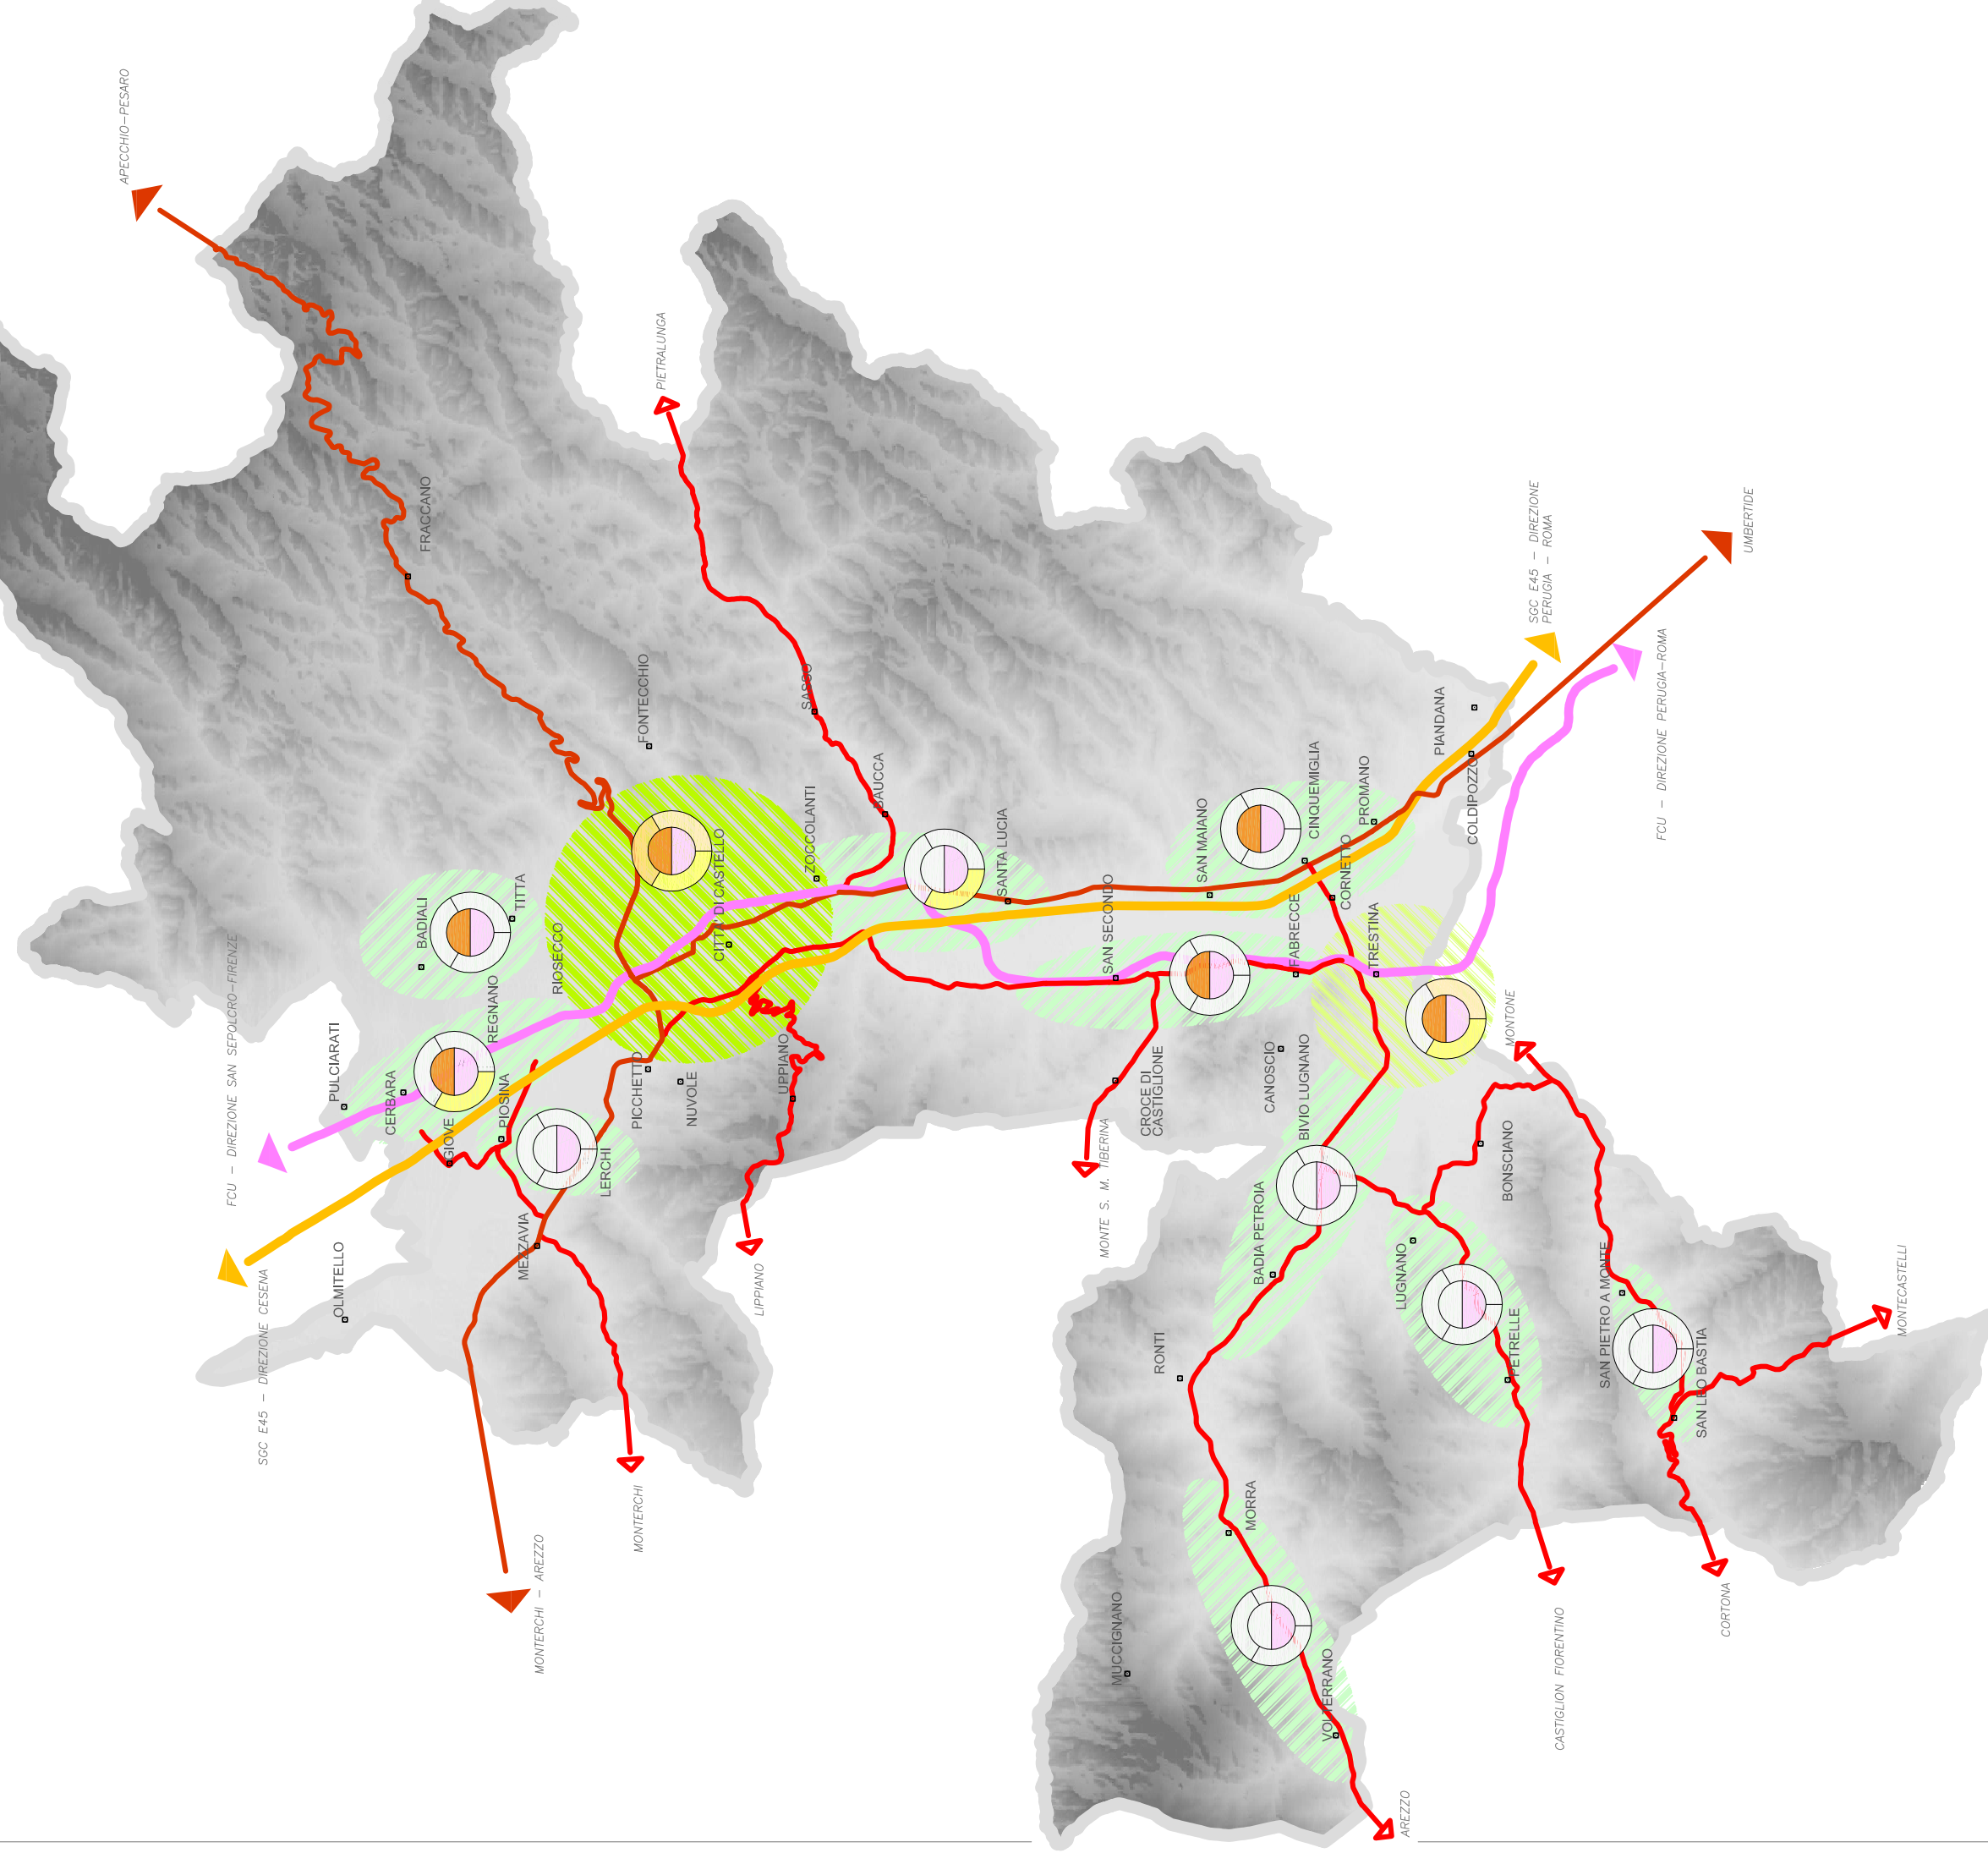 APECCHIO-PESARO
PIETRALUNGA
FRACCANO
SGC E45 - DIREZIONE
PERUGIA - ROMA
UMBERTIDE
FCU - DIREZIONE PERUGIA-ROMA
FONTECCHIO
SASSO
BAUCCA
ZOCCOLANTI
CITTA' DI CASTELLO
SANTA LUCIA
SAN MAIANO
CINQUEMIGLIA
PROMANO
PIANDANA
COLDIPOZZO
CORNETTO
BADIALI
TITTA
RIOSECCO
SAN SECONDO
FABRECCE
TRESTINA
FCU - DIREZIONE SAN SEPOLCRO-FIRENZE
REGNANO
PULCIARATI
CERBARA
GIOVE
PIOSINA
PICCHETTO
NUVOLE
UPPIANO
LERCHI
MEZZAVIA
OLMITELLO
CROCE DI
CASTIGLIONE
CANOSCIO
BIVIO LUGNANO
MONTONE
BONSCIANO
MONTE S. M. TIBERINA
BADIA PETROIA
LUGNANO
PETRELLE
SAN PIETRO A MONTE
SAN LEO BASTIA
MONTECASTELLI
SGC E45 - DIREZIONE CESENA
LIPPIANO
RONTI
MONTERCHI
MONTERCHI - AREZZO
MORRA
MUCCIGNANO
VOLTERRANO
CASTIGLION FIORENTINO
CORTONA
AREZZO